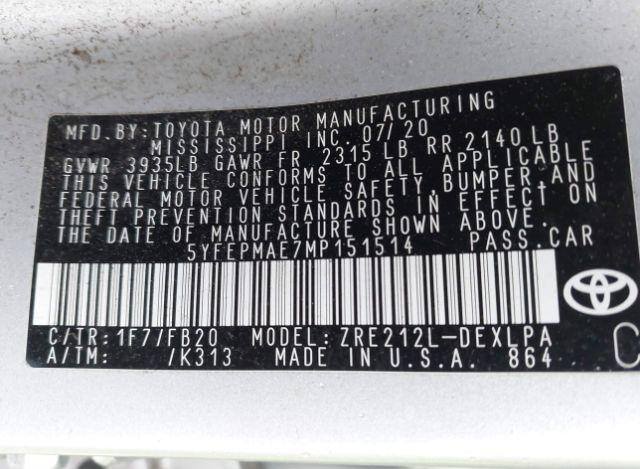 MFD.BY:TOYOTA MOTOR MANUFACTURING
MISSISSIPPI INC. 07/20
GVWR 3935LB GAWR FR 2315 LB RR 2140LB
THIS VEHICLE CONFORMS TO ALL APPLICABLE
FEDERAL MOTOR VEHICLE SAFETY, BUMPER, AND
THEFT PREVENTION STANDARDS IN EFFECT ON
THE DATE OF MANUFACTURE SHOWN ABOVE.
5YFEPMAE7MP151514 PASS.CAR
C/TR:1F7/FB20 MODEL:ZRE212L-DEXLPA
A/TM: /K313 MADE IN U.S.A. 864
C